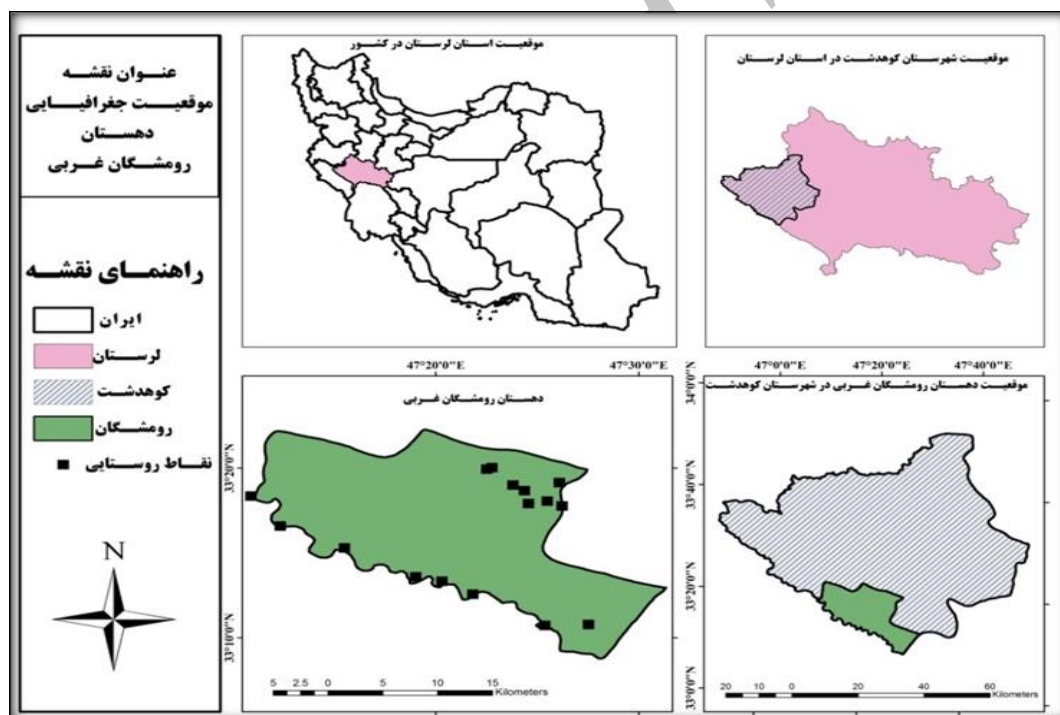 عنوان نقشه
موقعیت جغرافیایی
دهستان
رومشگان غربی
راهنمای نقشه
ایران
لرستان
کوهدشت
رومشگان
نقاط روستایی
N
موقعیت استان لرستان در کشور
موقعیت شهرستان کوهدشت در استان لرستان
47°20'0"E 47°30'0"E
دهستان رومشگان غربی
33°20'0"N
33°10'0"N
5 2.5 0 5 10 15
Kilometers
47°0'0"E 47°20'0"E 47°40'0"E
موقعیت دهستان رومشگان غربی در شهرستان کوهدشت
34°0'0"N
33°40'0"N
33°20'0"N
33°0'0"N
20 10 0 20 40 60
Kilometers